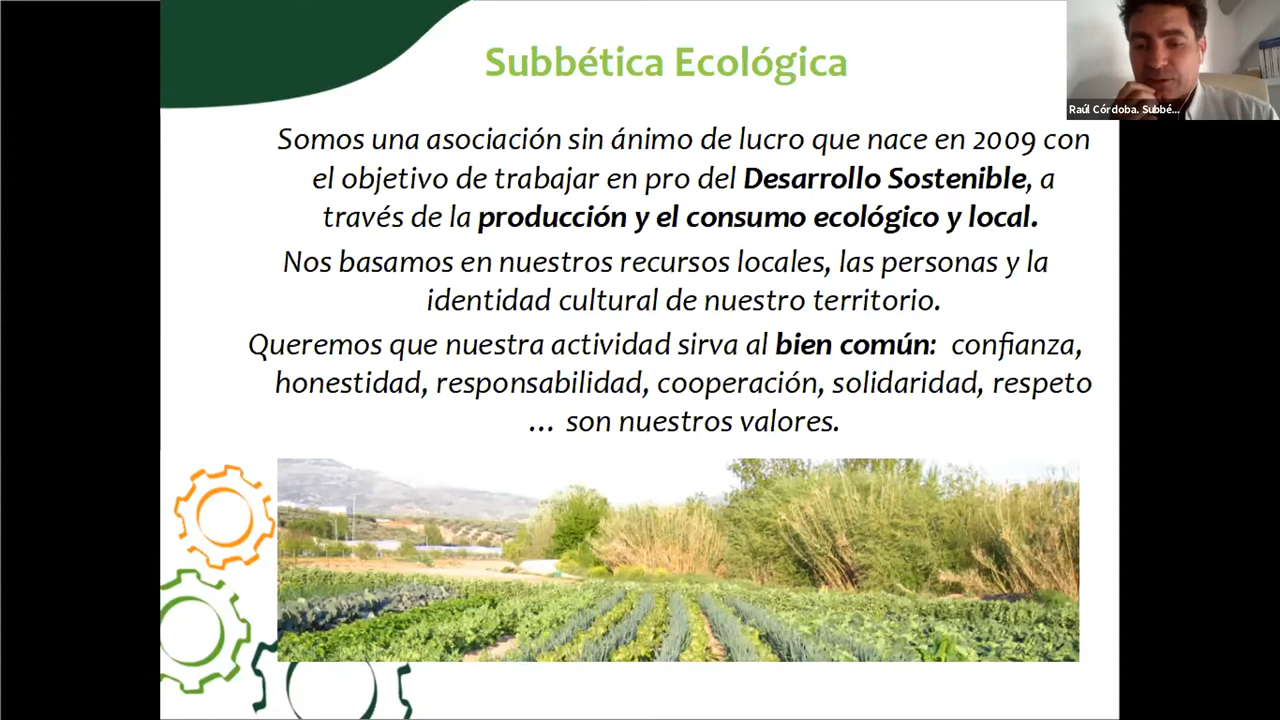 Subbética Ecológica
Raúl Córdoba. Subbé...
Somos una asociación sin ánimo de lucro que nace en 2009 con
el objetivo de trabajar en pro del Desarrollo Sostenible, a
través de la producción y el consumo ecológico y local.
Nos basamos en nuestros recursos locales, las personas y la
identidad cultural de nuestro territorio.
Queremos que nuestra actividad sirva al bien común: confianza,
honestidad, responsabilidad, cooperación, solidaridad, respeto
... son nuestros valores.